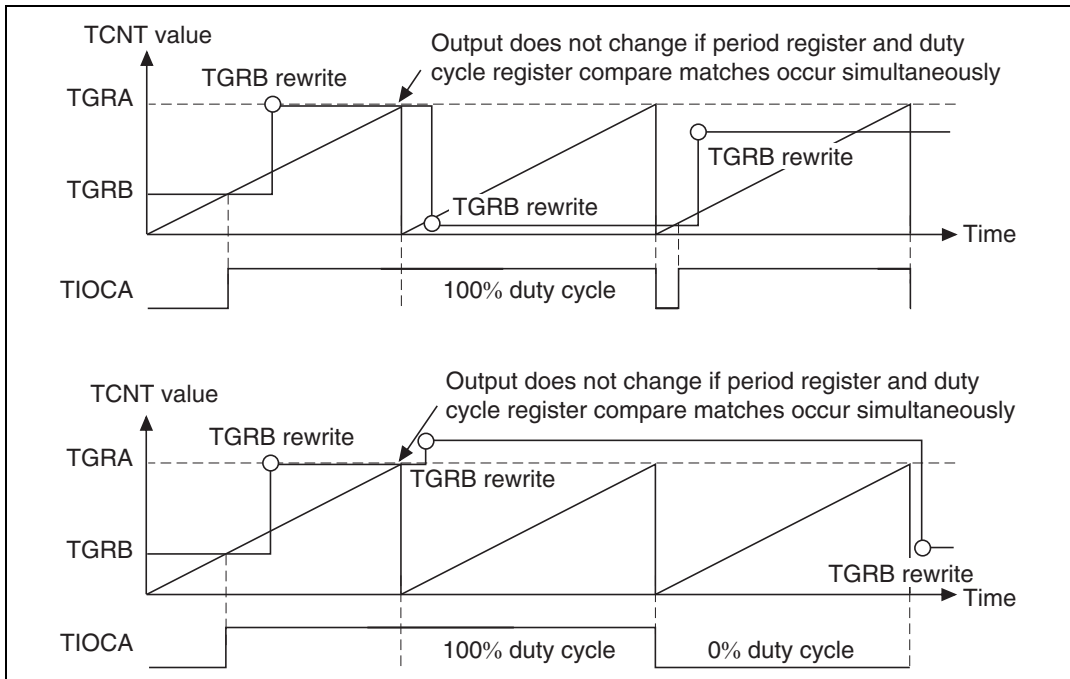 TCNT value
Output does not change if period register and duty
cycle register compare matches occur simultaneously
TGRB rewrite
TGRA
TGRB rewrite
TGRB
TGRB rewrite
Time
TIOCA
100% duty cycle
TCNT value
Output does not change if period register and duty
cycle register compare matches occur simultaneously
TGRB rewrite
TGRA
TGRB rewrite
TGRB
TGRB rewrite
Time
TIOCA
100% duty cycle
0% duty cycle